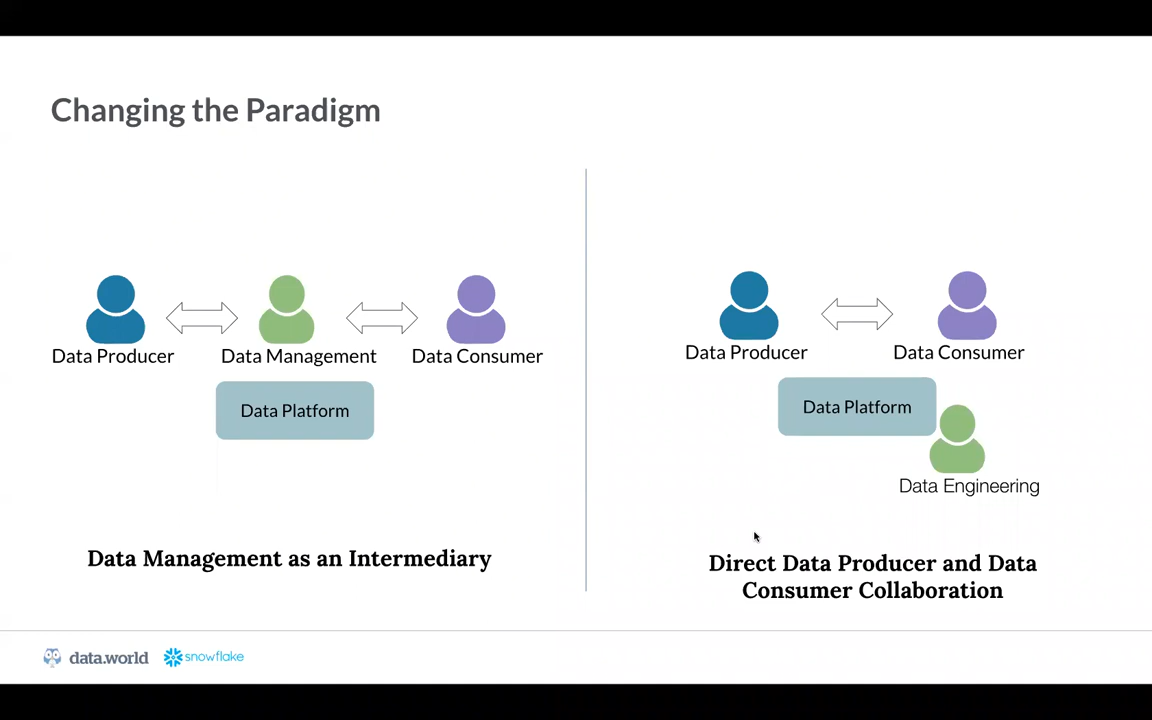 Changing the Paradigm
Data Producer
Data Management
Data Consumer
Data Platform
Data Management as an Intermediary
Data Producer
Data Consumer
Data Platform
Data Engineering
Direct Data Producer and Data
Consumer Collaboration
data.world
snowflake